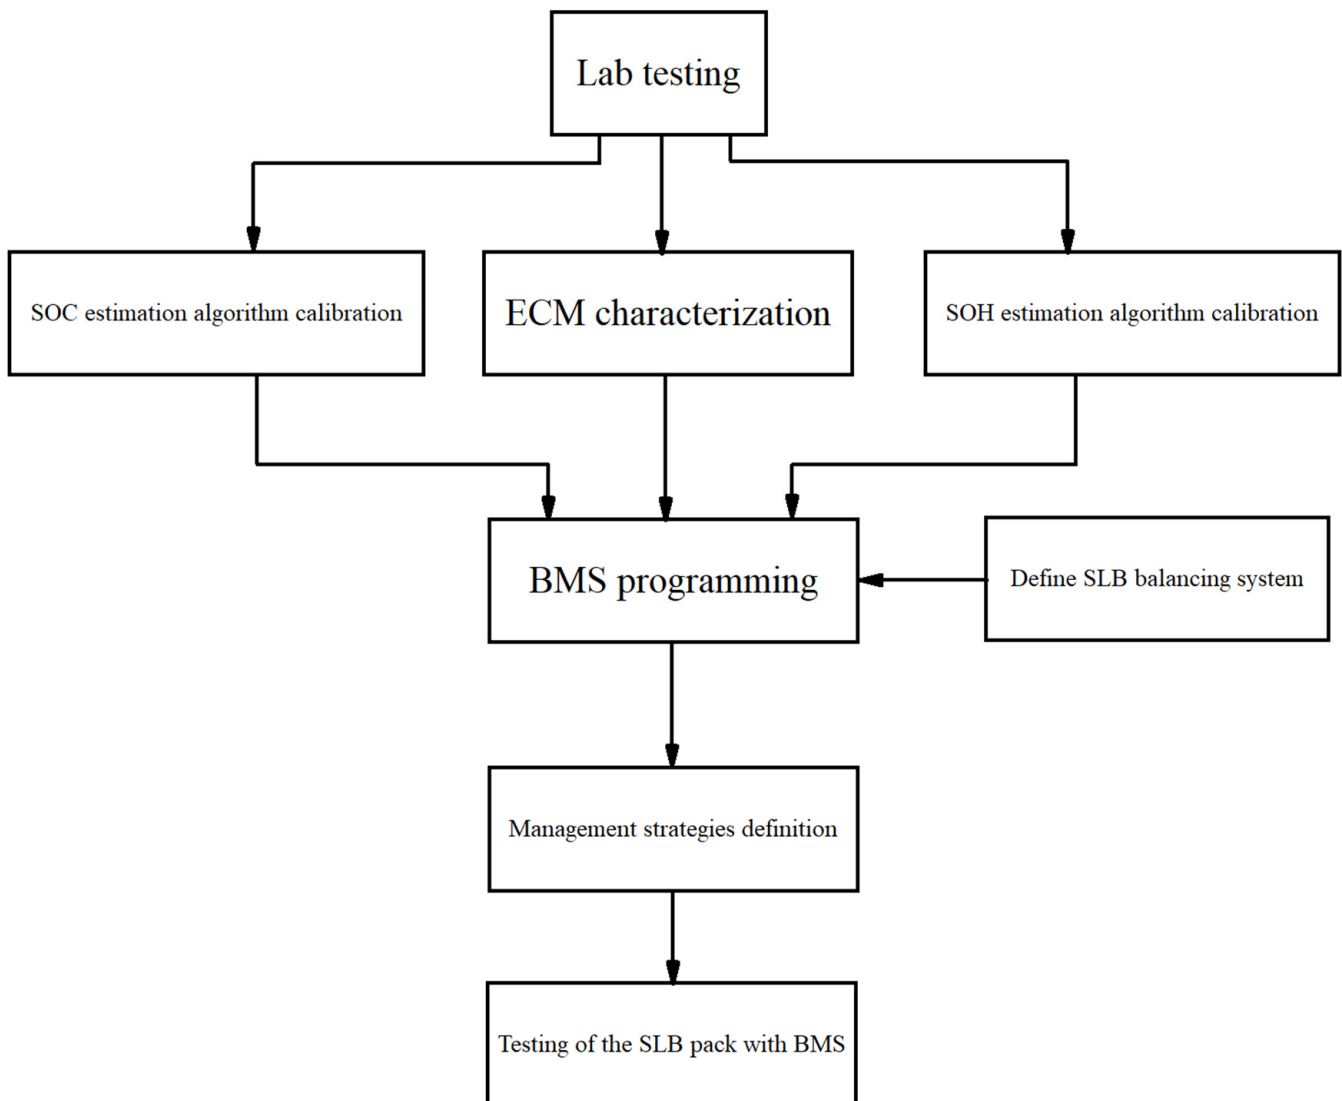 Lab testing
SOC estimation algorithm calibration
ECM characterization
SOH estimation algorithm calibration
BMS programming
Define SLB balancing system
Management strategies definition
Testing of the SLB pack with BMS